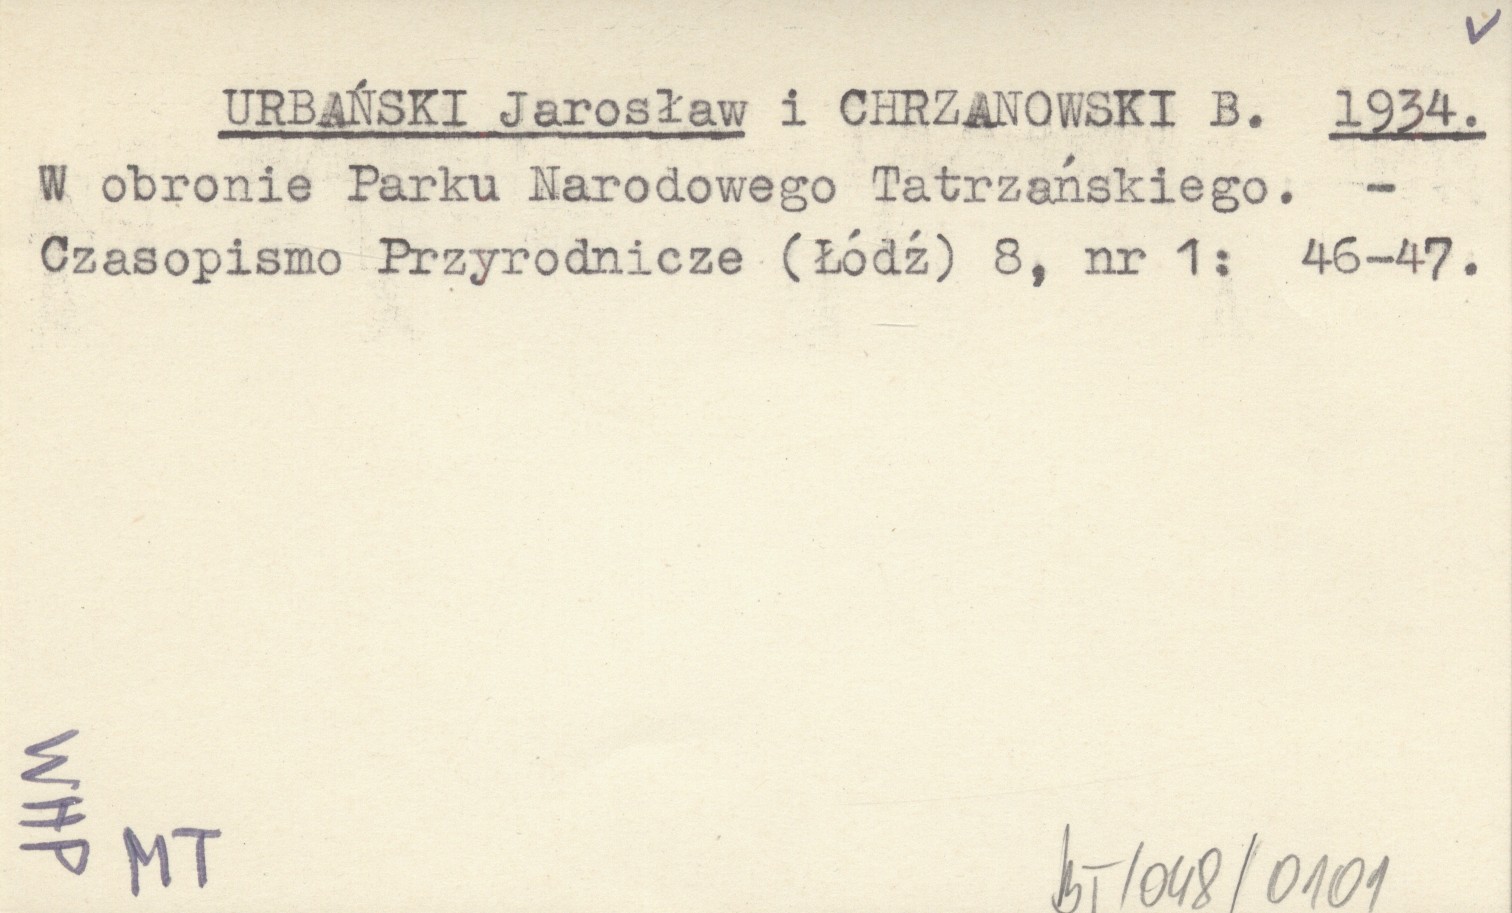 URBAŃSKI Jarosław i CHRZANOWSKI B. 1934.
W obronie Parku Narodowego Tatrzańskiego. -
Czasopismo Przyrodnicze (Łódź) 8, nr 1: 46-47.
WHP
MT
BT/048/0101